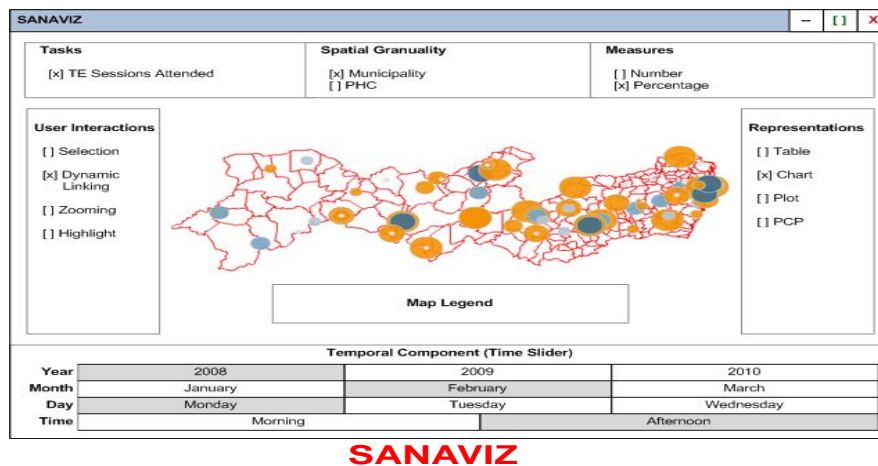 SANAVIZ
-- [ ] X
Tasks
[x] TE Sessions Attended
Spatial Granuality
[x] Municipality
[ ] PHC
Measures
[ ] Number
[x] Percentage
User Interactions
[ ] Selection
[x] Dynamic
Linking
[ ] Zooming
[ ] Highlight
Representations
[ ] Table
[x] Chart
[ ] Plot
[ ] PCP
Map Legend
Temporal Component (Time Slider)
Year 2008 2009 2010
Month January February March
Day Monday Tuesday Wednesday
Time Morning Afternoon
SANAVIZ